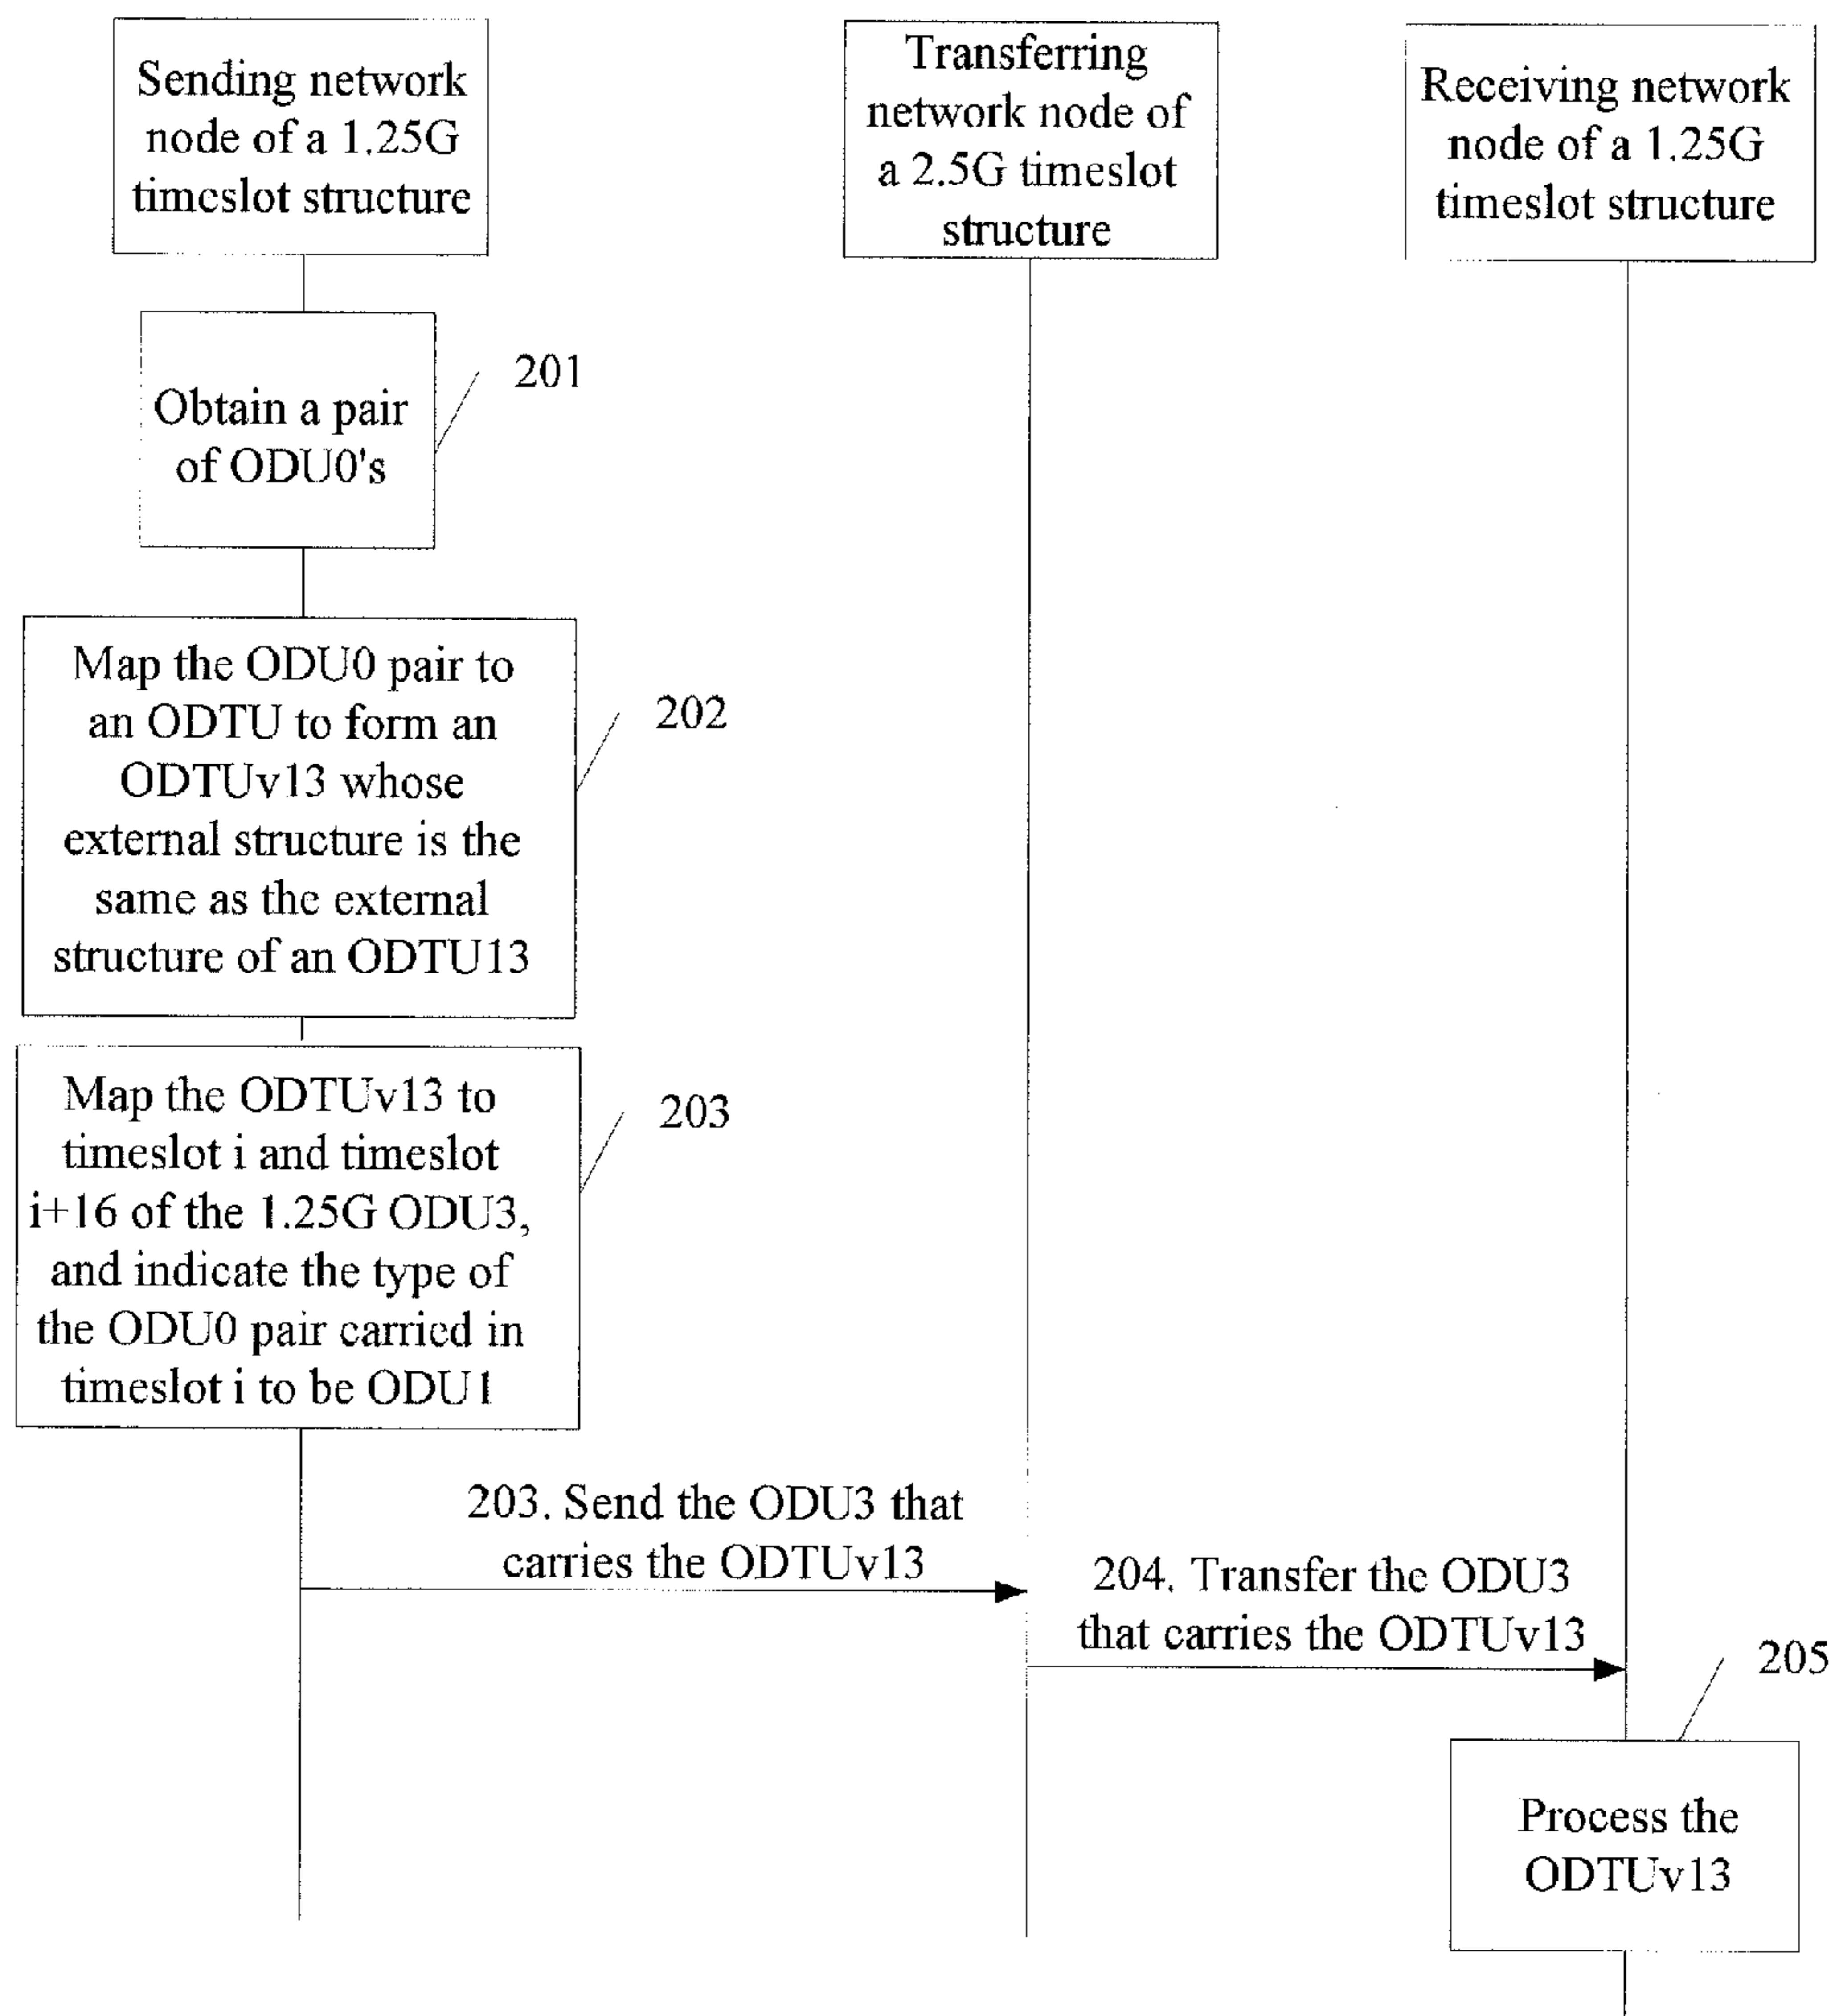 Sending network
node of a 1.25G
timeslot structure
Transferring
network node of
a 2.5G timeslot
structure
Receiving network
node of a 1.25G
timeslot structure
Obtain a pair
of ODU0's
201
Map the ODU0 pair to
an ODTU to form an
ODTUv13 whose
external structure is the
same as the external
structure of an ODTU13
202
Map the ODTUv13 to
timeslot i and timeslot
i+16 of the 1.25G ODU3,
and indicate the type of
the ODU0 pair carried in
timeslot i to be ODU1
203
203. Send the ODU3 that
carries the ODTUv13
204. Transfer the ODU3
that carries the ODTUv13
205
Process the
ODTUv13